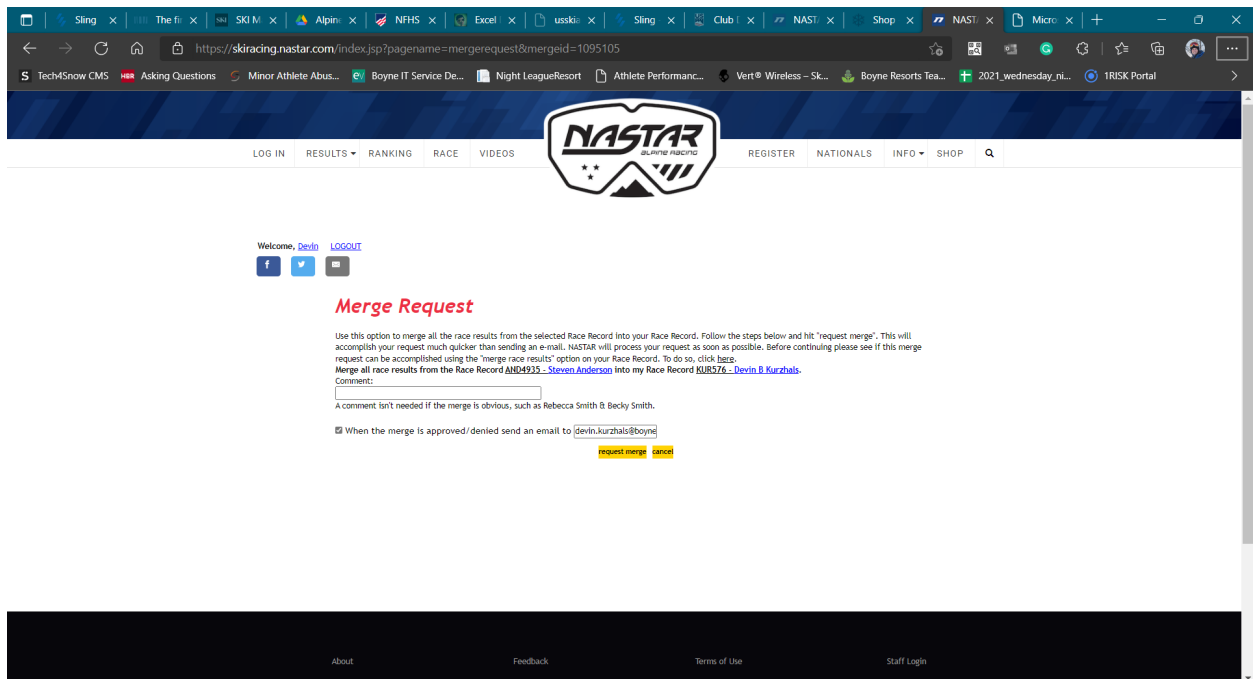 Sling
The fir
SKI M
Alpine
NFHS
Excel
usskia
Sling
Club
NASTA
Shop
NASTA
Micro
https://skiracing.nastar.com/index.jsp?pagename=mergerequest&mergeid=1095105
S Tech4Snow CMS HBR Asking Questions Minor Athlete Abus... ev Boyne IT Service De... Night LeagueResort Athlete Performanc... Vert® Wireless – Sk... Boyne Resorts Tea... 2021_wednesday_ni... 1RISK Portal
NASTAR
ALPINE RACING
LOG IN RESULTS RANKING RACE VIDEOS REGISTER NATIONALS INFO SHOP
Welcome, Devin LOGOUT
Merge Request
Use this option to merge all the race results from the selected Race Record into your Race Record. Follow the steps below and hit "request merge". This will
accomplish your request much quicker than sending an e-mail. NASTAR will process your request as soon as possible. Before continuing please see if this merge
request can be accomplished using the "merge race results" option on your Race Record. To do so, click here.
Merge all race results from the Race Record AND4935 - Steven Anderson into my Race Record KUR576 - Devin B Kurzhals.
Comment:
A comment isn't needed if the merge is obvious, such as Rebecca Smith & Becky Smith.
When the merge is approved/denied send an email to devin.kurzhals@boyne
request merge cancel
About Feedback Terms of Use Staff Login